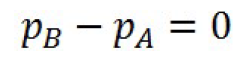 p_B − p_A = 0